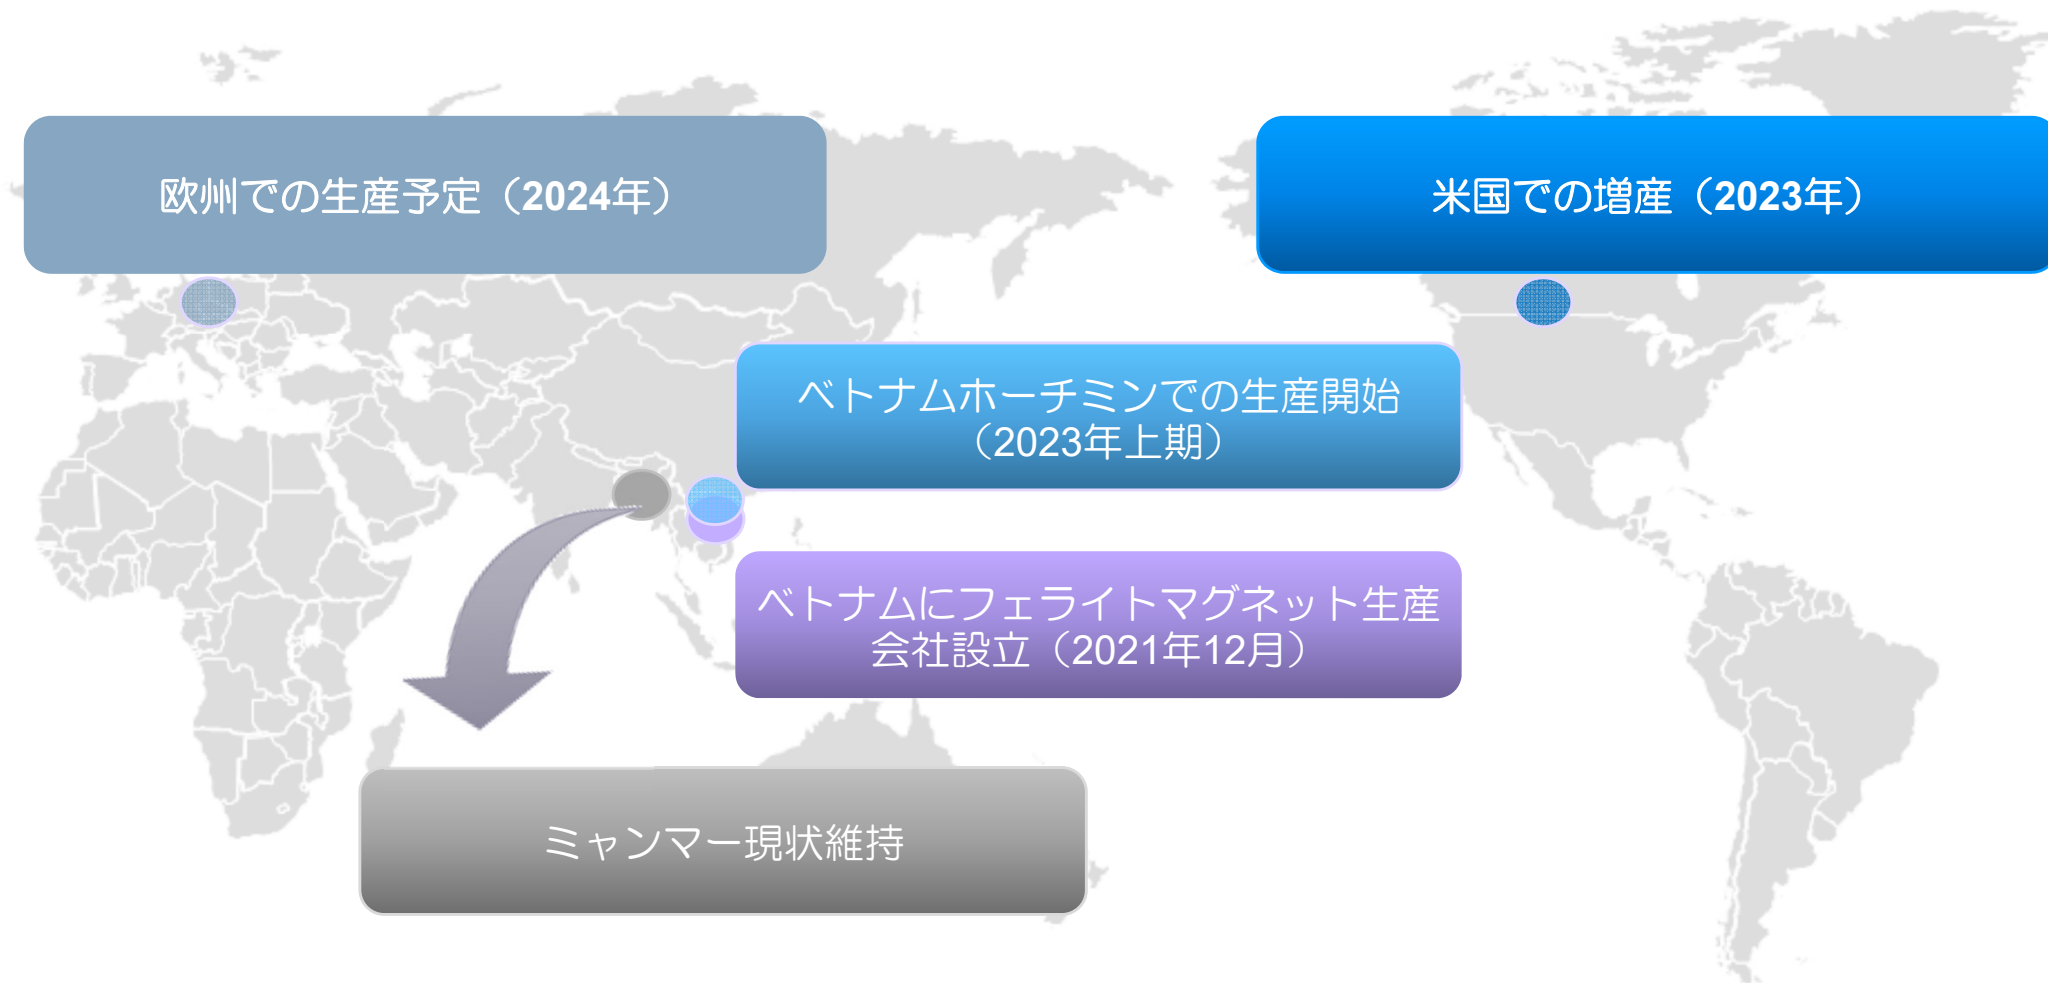 欧州での生産予定（2024年）
米国での増産（2023年）
ベトナムホーチミンでの生産開始
（2023年上期）
ベトナムにフェライトマグネット生産
会社設立（2021年12月）
ミャンマー現状維持